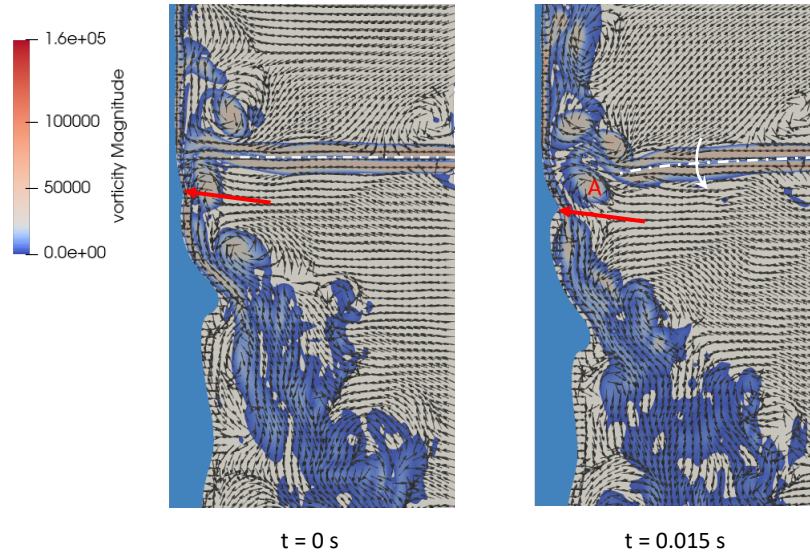 1.6e+05
100000
50000
0.0e+00
vorticity Magnitude
A
t = 0 s
t = 0.015 s